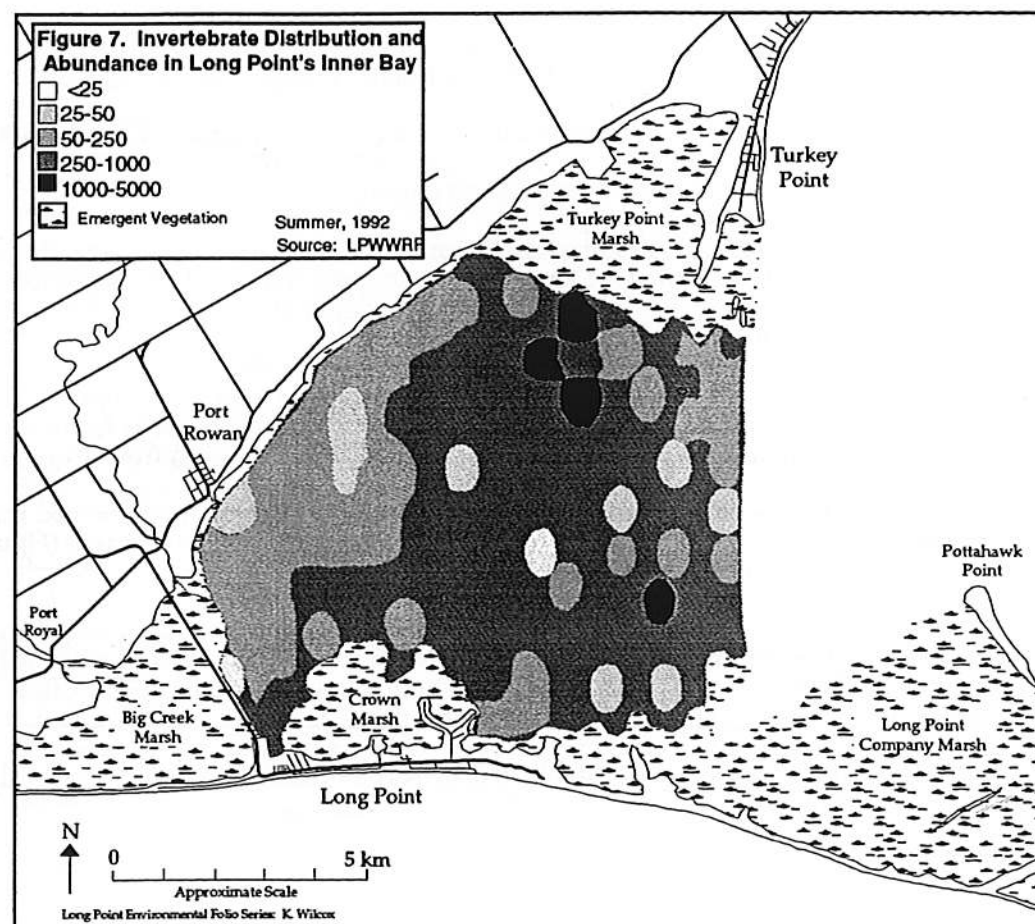 Figure 7. Invertebrate Distribution and
Abundance in Long Point's Inner Bay
<25
25-50
50-250
250-1000
1000-5000
Emergent Vegetation
Summer, 1992
Source: LPWWRF
Turkey
Point
Turkey Point
Marsh
Port
Rowan
Pottahawk
Point
Port
Royal
Big Creek
Marsh
Crown
Marsh
Long Point
Company Marsh
Long Point
N
0
5 km
Approximate Scale
Long Point Environmental Folio Series: K. Wilcox